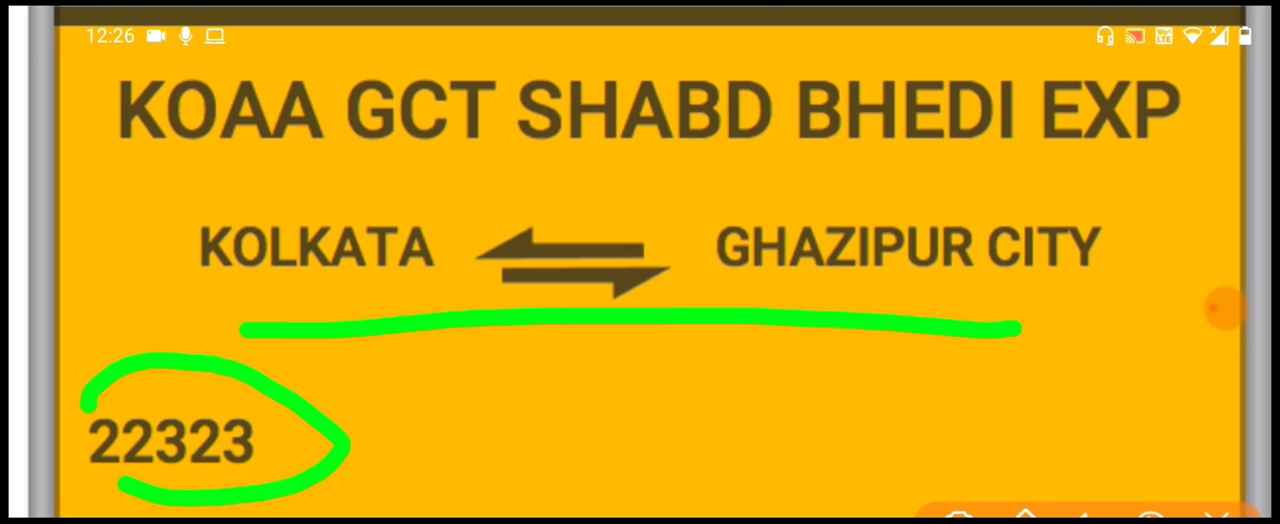 12:26
KOAA GCT SHABD BHEDI EXP
KOLKATA GHAZIPUR CITY
22323